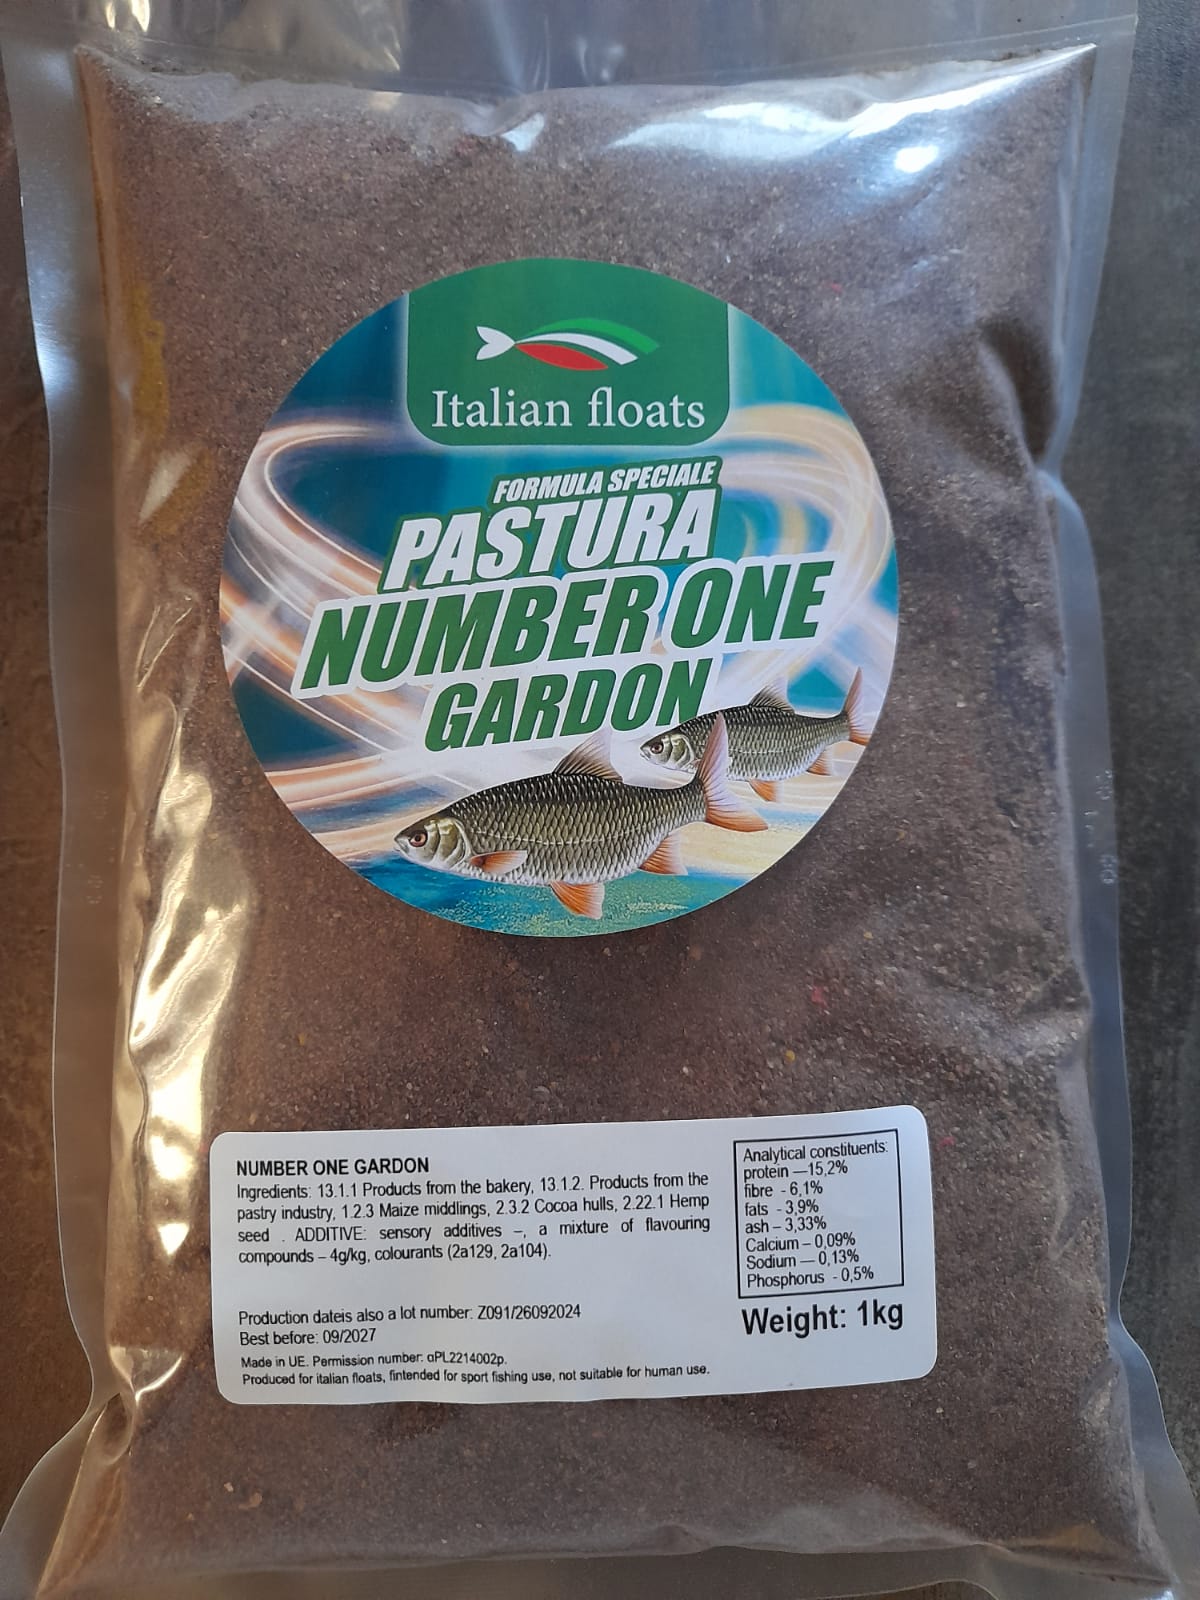 Italian floats
FORMULA SPECIALE
PASTURA
NUMBER ONE
GARDON
NUMBER ONE GARDON
Ingredients: 13.1.1 Products from the bakery, 13.1.2. Products from the
pastry industry, 1.2.3 Maize middlings, 2.3.2 Cocoa hulls, 2.22.1 Hemp
seed . ADDITIVE: sensory additives –, a mixture of flavouring
compounds – 4g/kg, colourants (2a129, 2a104).
Production dateis also a lot number: Z091/26092024
Best before: 09/2027
Made in UE. Permission number: αPL2214002p.
Produced for italian floats, fintended for sport fishing use, not suitable for human use.
Analytical constituents:
protein —15,2%
fibre - 6,1%
fats - 3,9%
ash – 3,33%
Calcium – 0,09%
Sodium — 0,13%
Phosphorus - 0,5%
Weight: 1kg